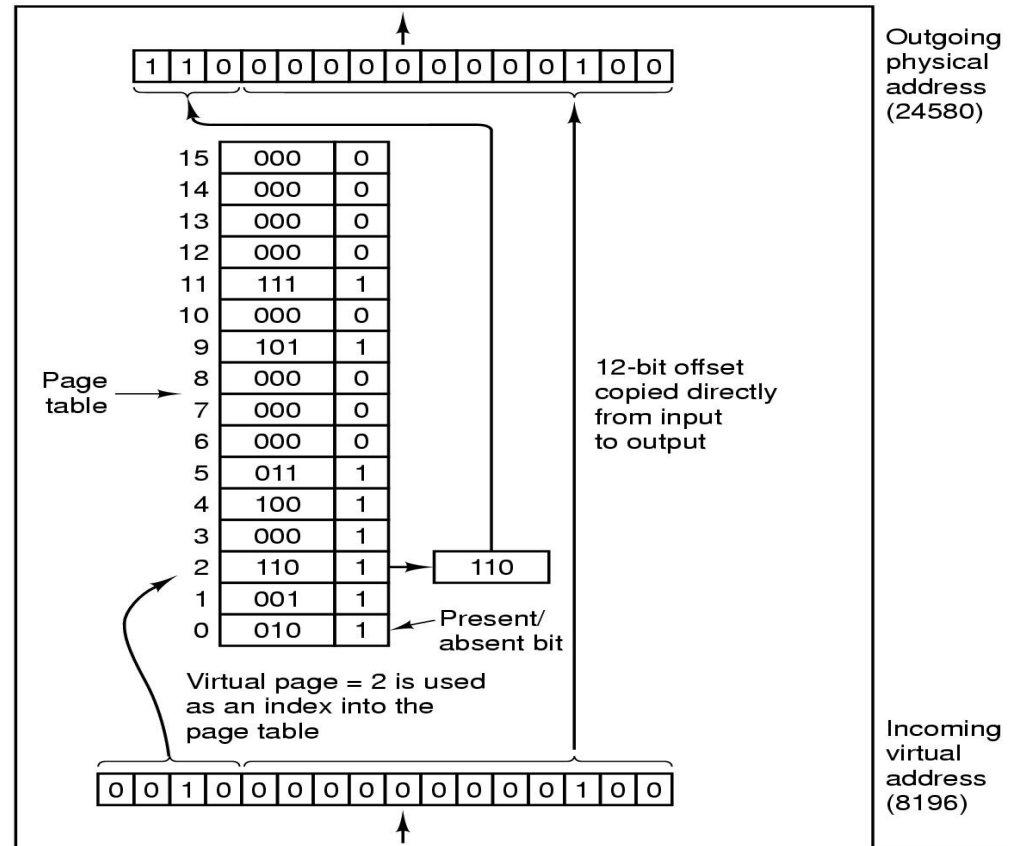 1 1 0 0 0 0 0 0 0 0 0 0 1 0 0
Outgoing
physical
address
(24580)
15 000 0
14 000 0
13 000 0
12 000 0
11 111 1
10 000 0
9 101 1
8 000 0
7 000 0
6 000 0
5 011 1
4 100 1
3 000 1
2 110 1 110
1 001 1
0 010 1
Page
table
12-bit offset
copied directly
from input
to output
Present/
absent bit
Virtual page = 2 is used
as an index into the
page table
0 0 1 0 0 0 0 0 0 0 0 0 0 1 0 0
Incoming
virtual
address
(8196)